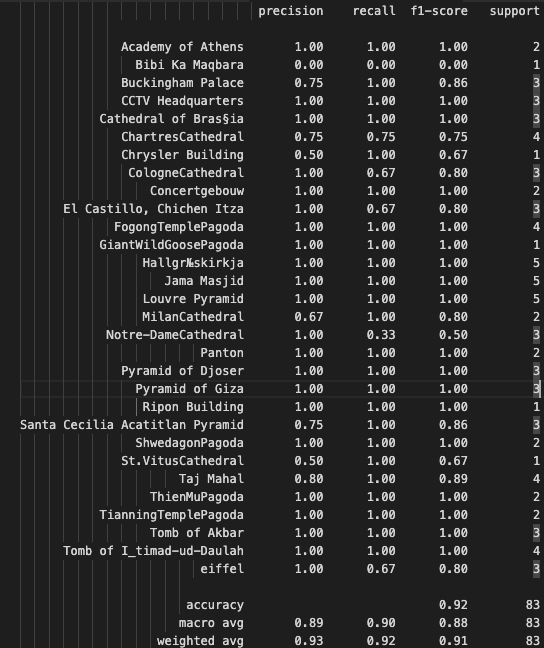 precision recall f1-score support
Academy of Athens 1.00 1.00 1.00 2
Bibi Ka Maqbara 0.00 0.00 0.00 1
Buckingham Palace 0.75 1.00 0.86 3
CCTV Headquarters 1.00 1.00 1.00 3
Cathedral of Bras§ia 1.00 1.00 1.00 3
ChartresCathedral 0.75 0.75 0.75 4
Chrysler Building 0.50 1.00 0.67 1
CologneCathedral 1.00 0.67 0.80 3
Concertgebouw 1.00 1.00 1.00 2
El Castillo, Chichen Itza 1.00 0.67 0.80 3
FogongTemplePagoda 1.00 1.00 1.00 4
GiantWildGoosePagoda 1.00 1.00 1.00 1
Hallgr№skirkja 1.00 1.00 1.00 5
Jama Masjid 1.00 1.00 1.00 5
Louvre Pyramid 1.00 1.00 1.00 5
MilanCathedral 0.67 1.00 0.80 2
Notre-DameCathedral 1.00 0.33 0.50 3
Panton 1.00 1.00 1.00 2
Pyramid of Djoser 1.00 1.00 1.00 3
Pyramid of Giza 1.00 1.00 1.00 3
Ripon Building 1.00 1.00 1.00 1
Santa Cecilia Acatitlan Pyramid 0.75 1.00 0.86 3
ShwedagonPagoda 1.00 1.00 1.00 2
St.VitusCathedral 0.50 1.00 0.67 1
Taj Mahal 0.80 1.00 0.89 4
ThienMuPagoda 1.00 1.00 1.00 2
TianningTemplePagoda 1.00 1.00 1.00 2
Tomb of Akbar 1.00 1.00 1.00 3
Tomb of I_timad-ud-Daulah 1.00 1.00 1.00 4
eiffel 1.00 0.67 0.80 3
accuracy 0.92 83
macro avg 0.89 0.90 0.88 83
weighted avg 0.93 0.92 0.91 83